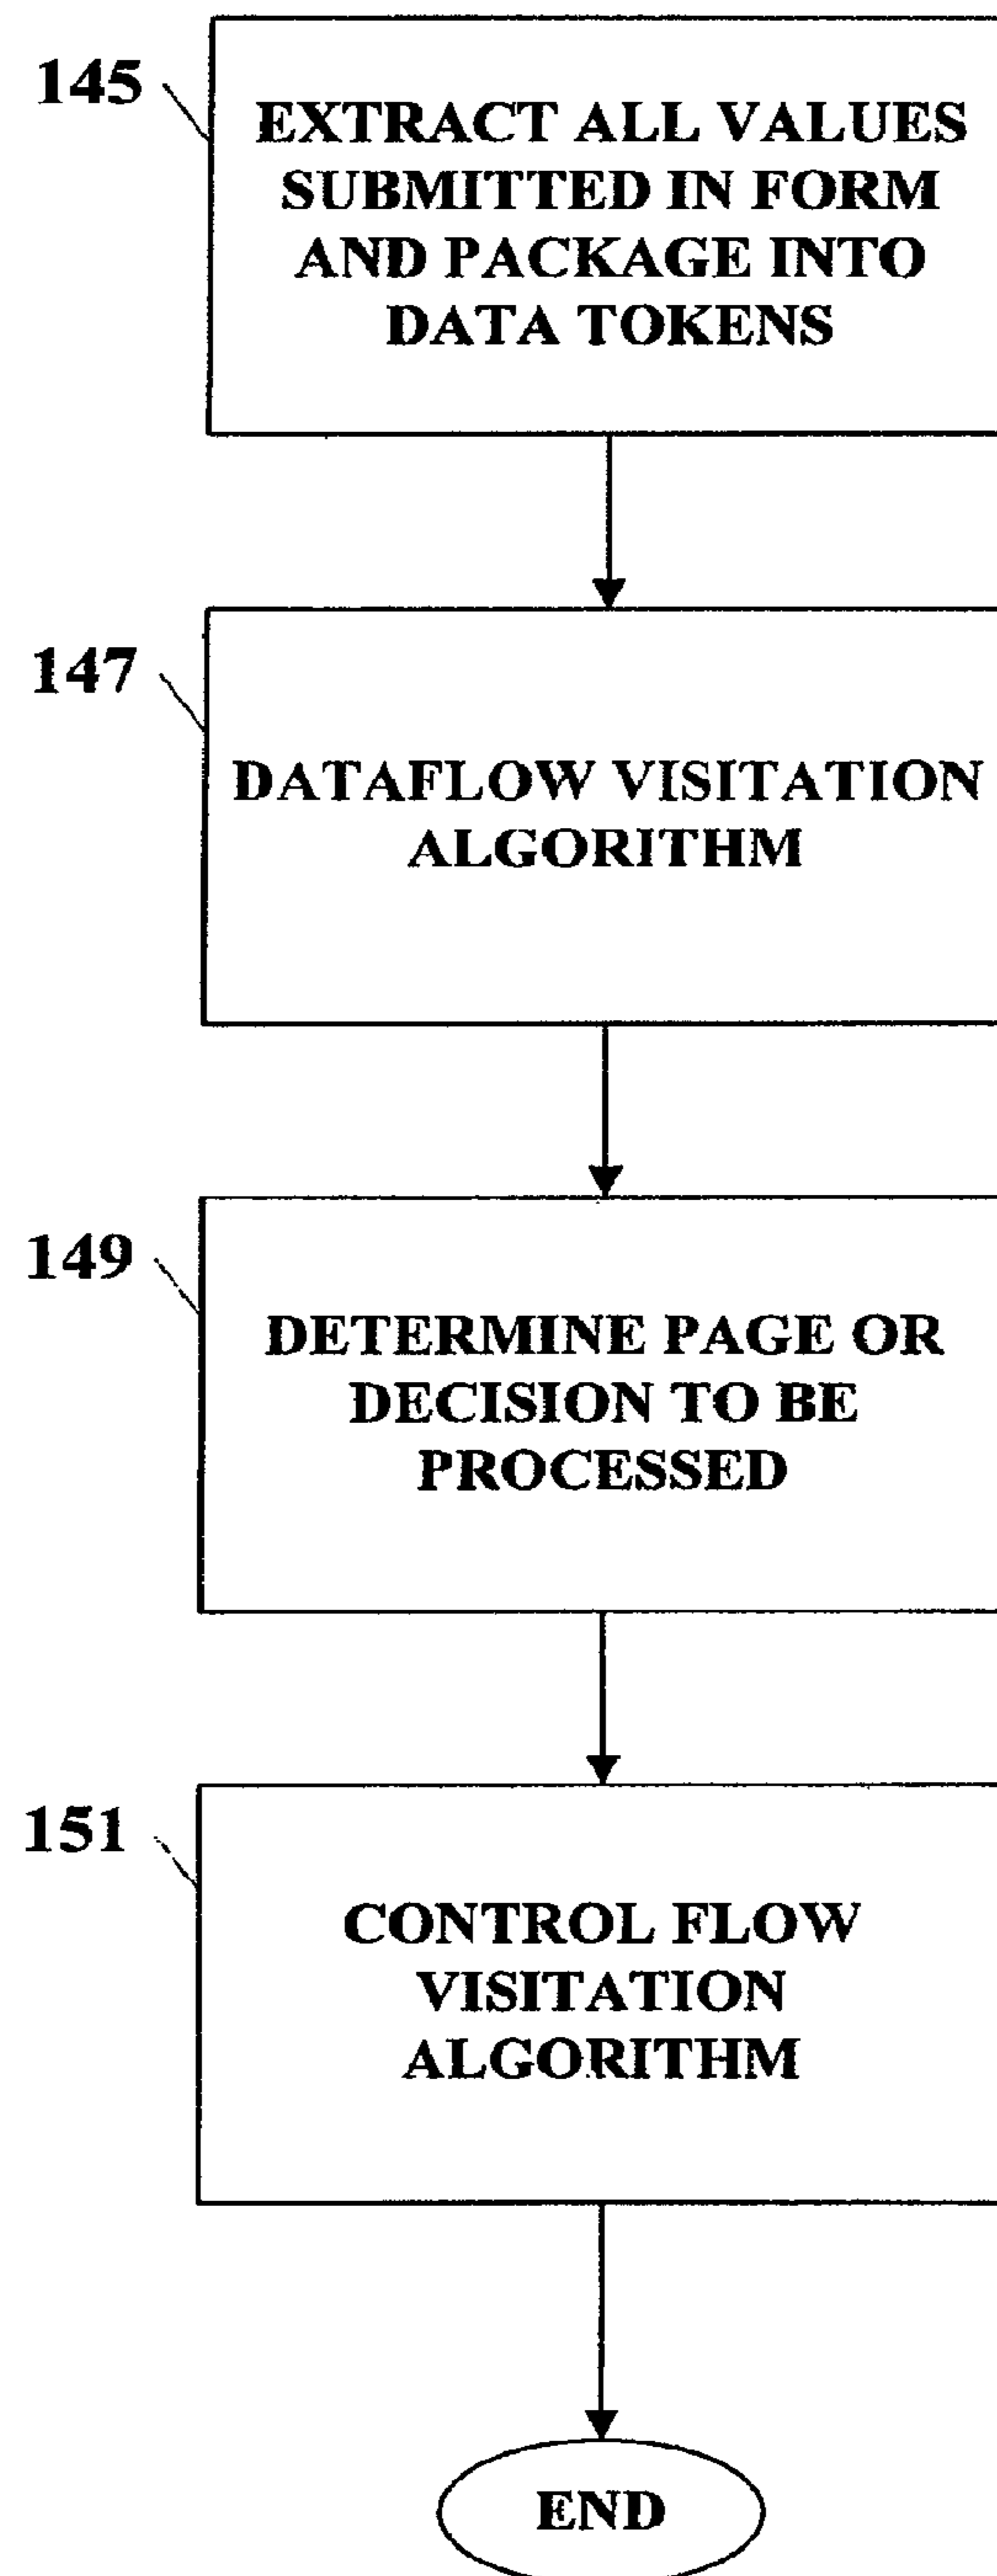 145
EXTRACT ALL VALUES
SUBMITTED IN FORM
AND PACKAGE INTO
DATA TOKENS
147
DATAFLOW VISITATION
ALGORITHM
149
DETERMINE PAGE OR
DECISION TO BE
PROCESSED
151
CONTROL FLOW
VISITATION
ALGORITHM
END